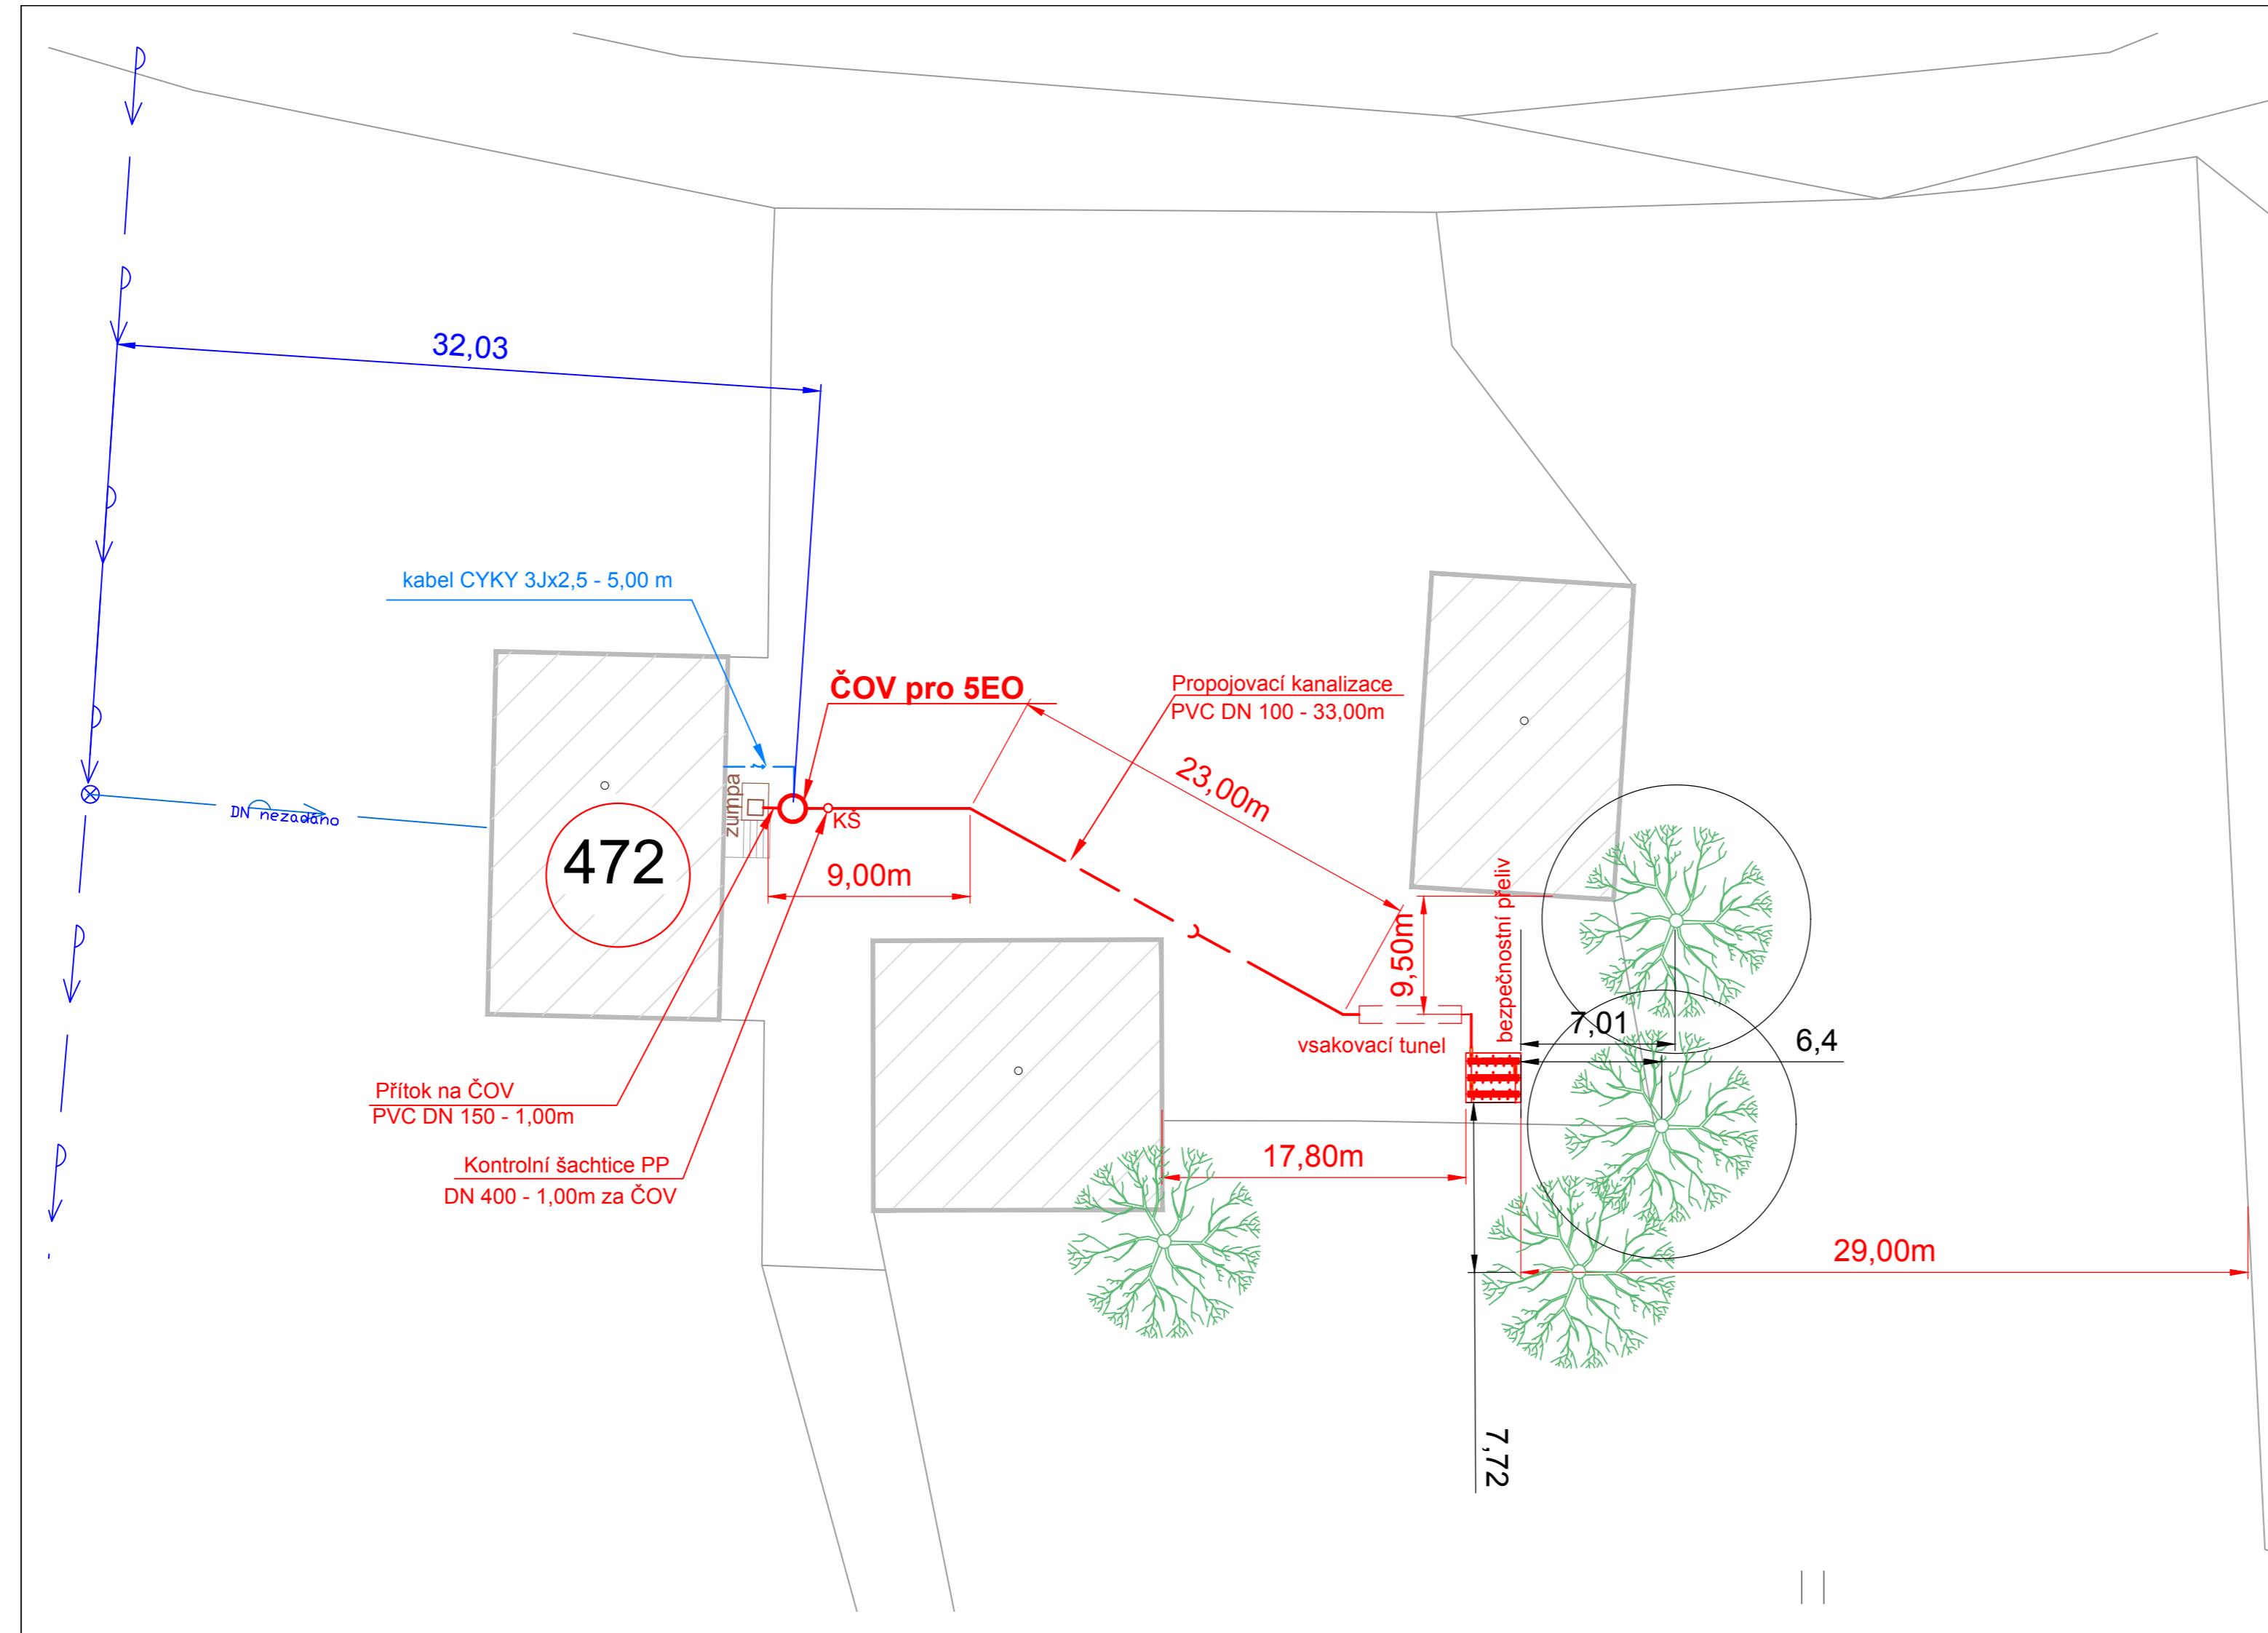 32,03
kabel CYKY 3Jx2,5 - 5,00 m
ČOV pro 5EO
Propojovací kanalizace
PVC DN 100 - 33,00m
23,00m
žumpa
DN nezadáno
KŠ
472
9,00m
9,50m
bezpečnostní přeliv
7,01
6,4
vsakovací tunel
Přítok na ČOV
PVC DN 150 - 1,00m
17,80m
Kontrolní šachtice PP
DN 400 - 1,00m za ČOV
29,00m
7,72